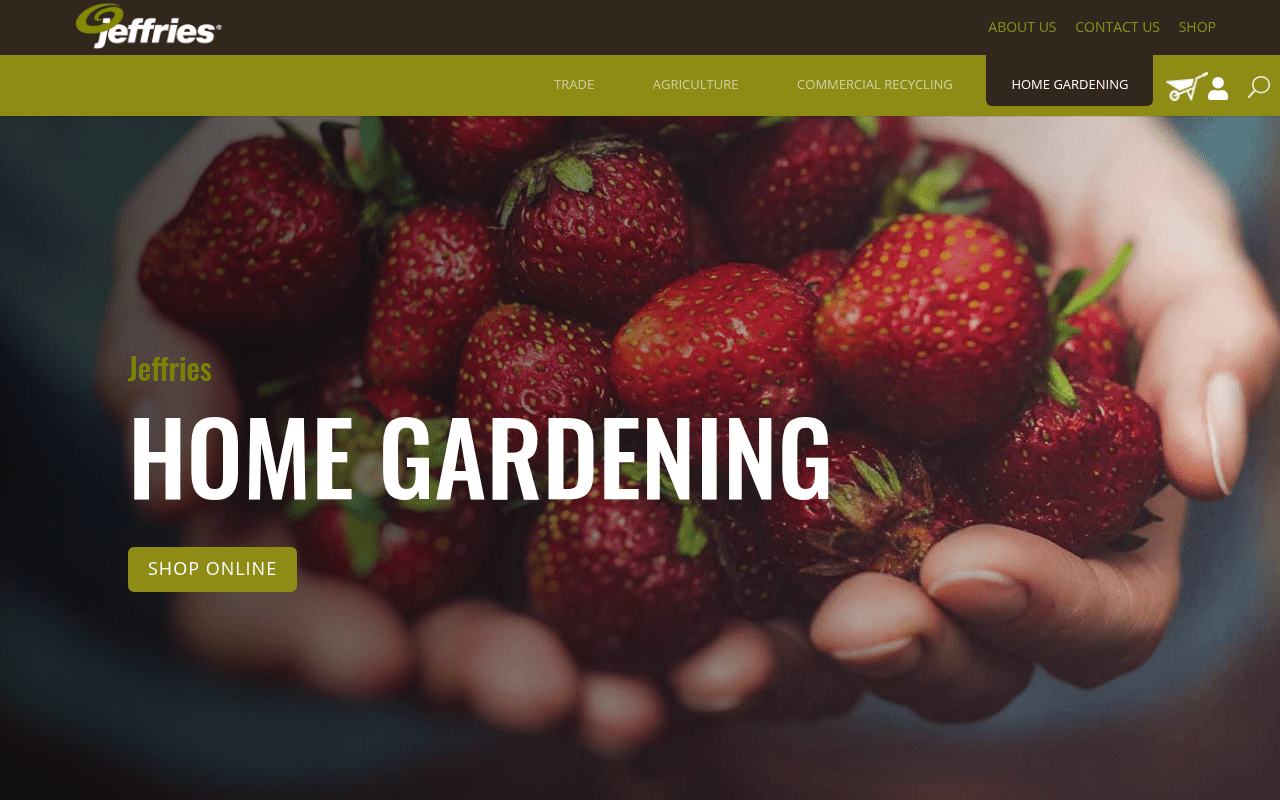 jeffries®
ABOUT US CONTACT US SHOP
TRADE AGRICULTURE COMMERCIAL RECYCLING HOME GARDENING
Jeffries
HOME GARDENING
SHOP ONLINE